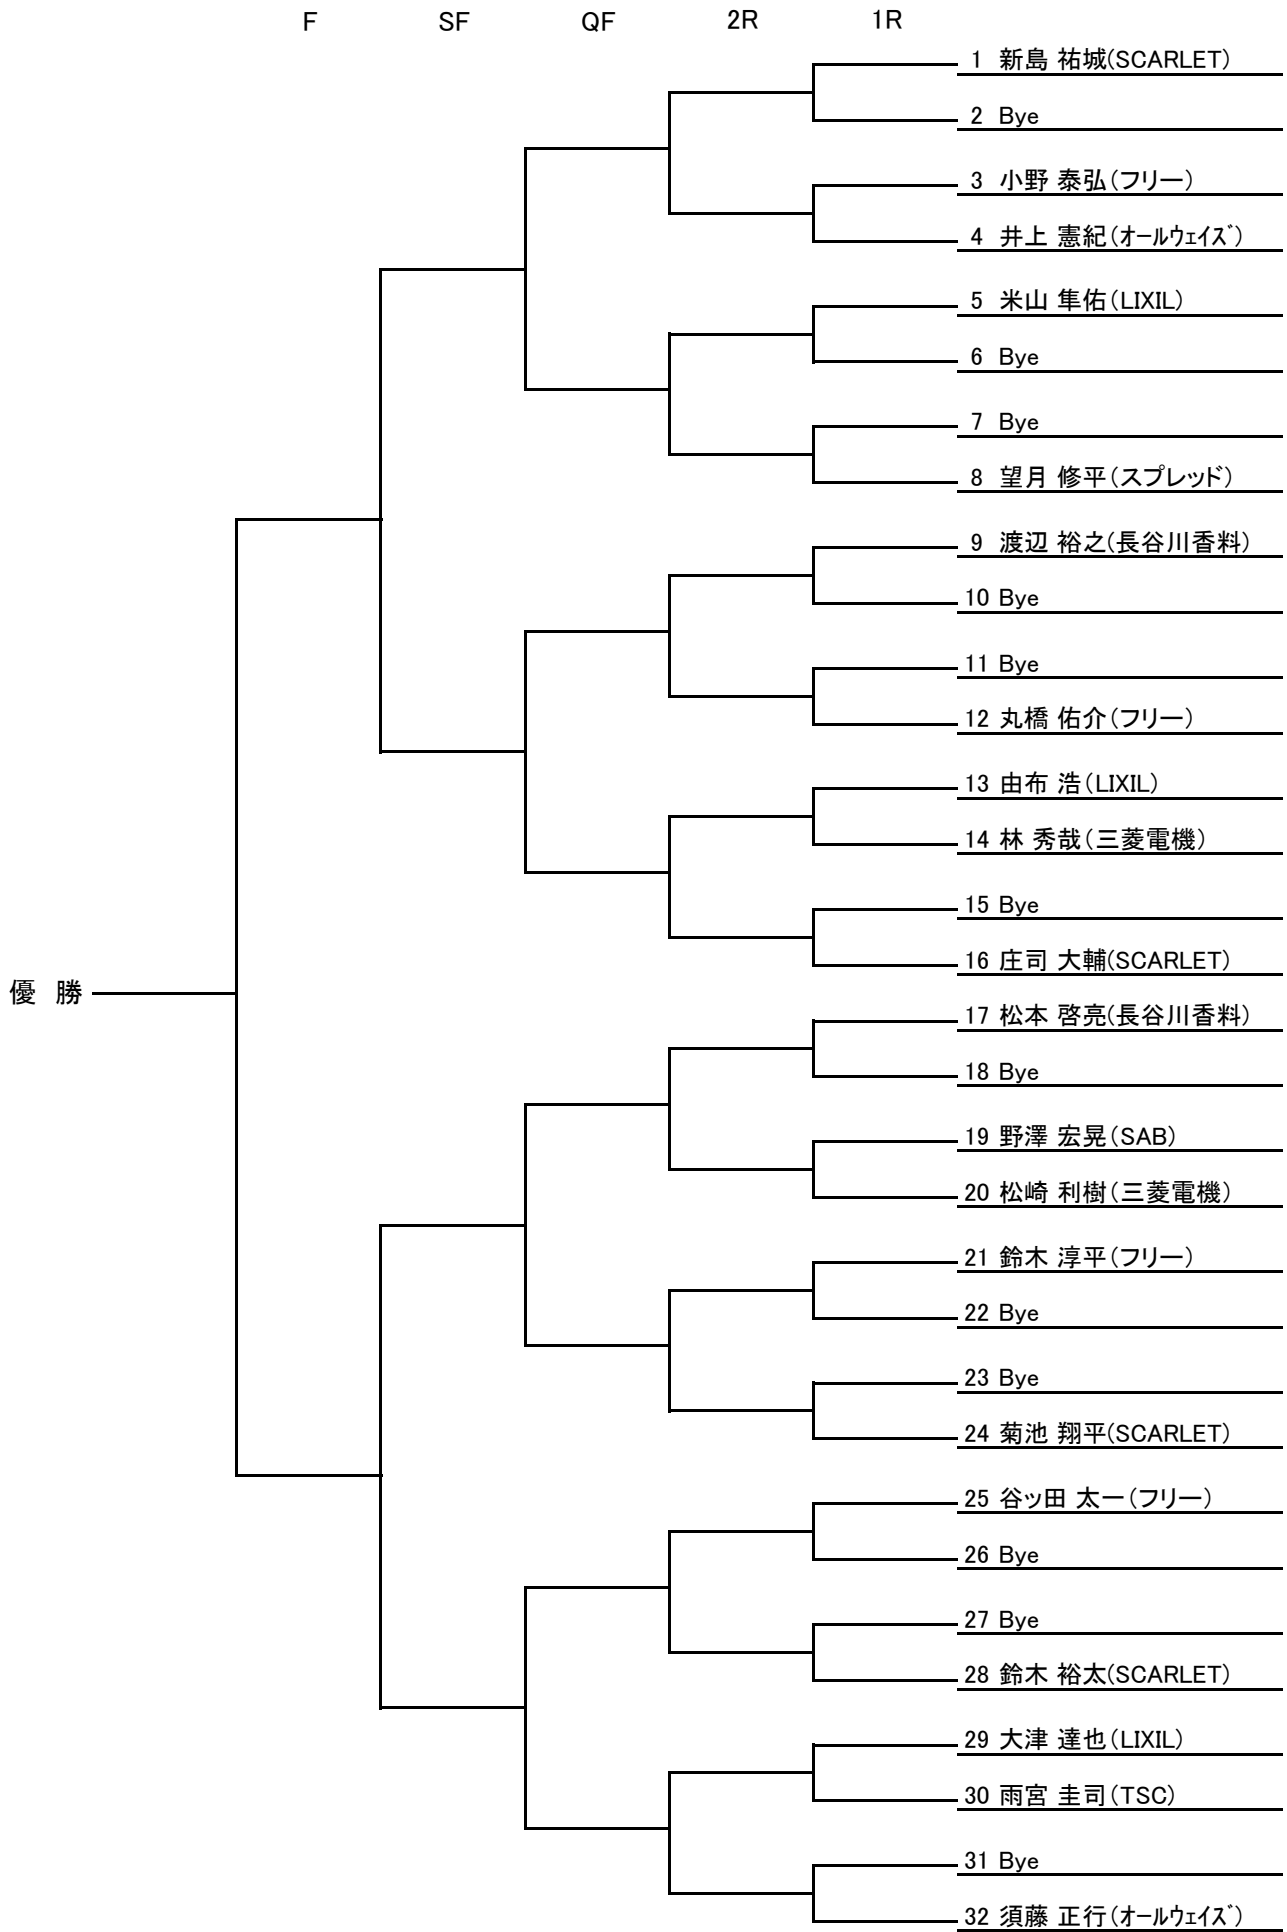 F SF QF 2R 1R
1 新島 祐城(SCARLET)
2 Bye
3 小野 泰弘(フリー)
4 井上 憲紀(オールウェイズ)
5 米山 隼佑(LIXIL)
6 Bye
7 Bye
8 望月 修平(スプレッド)
9 渡辺 裕之(長谷川香料)
10 Bye
11 Bye
12 丸橋 佑介(フリー)
13 由布 浩(LIXIL)
14 林 秀哉(三菱電機)
15 Bye
16 庄司 大輔(SCARLET)
優 勝
17 松本 啓亮(長谷川香料)
18 Bye
19 野澤 宏晃(SAB)
20 松崎 利樹(三菱電機)
21 鈴木 淳平(フリー)
22 Bye
23 Bye
24 菊池 翔平(SCARLET)
25 谷ッ田 太一(フリー)
26 Bye
27 Bye
28 鈴木 裕太(SCARLET)
29 大津 達也(LIXIL)
30 雨宮 圭司(TSC)
31 Bye
32 須藤 正行(オールウェイズ)